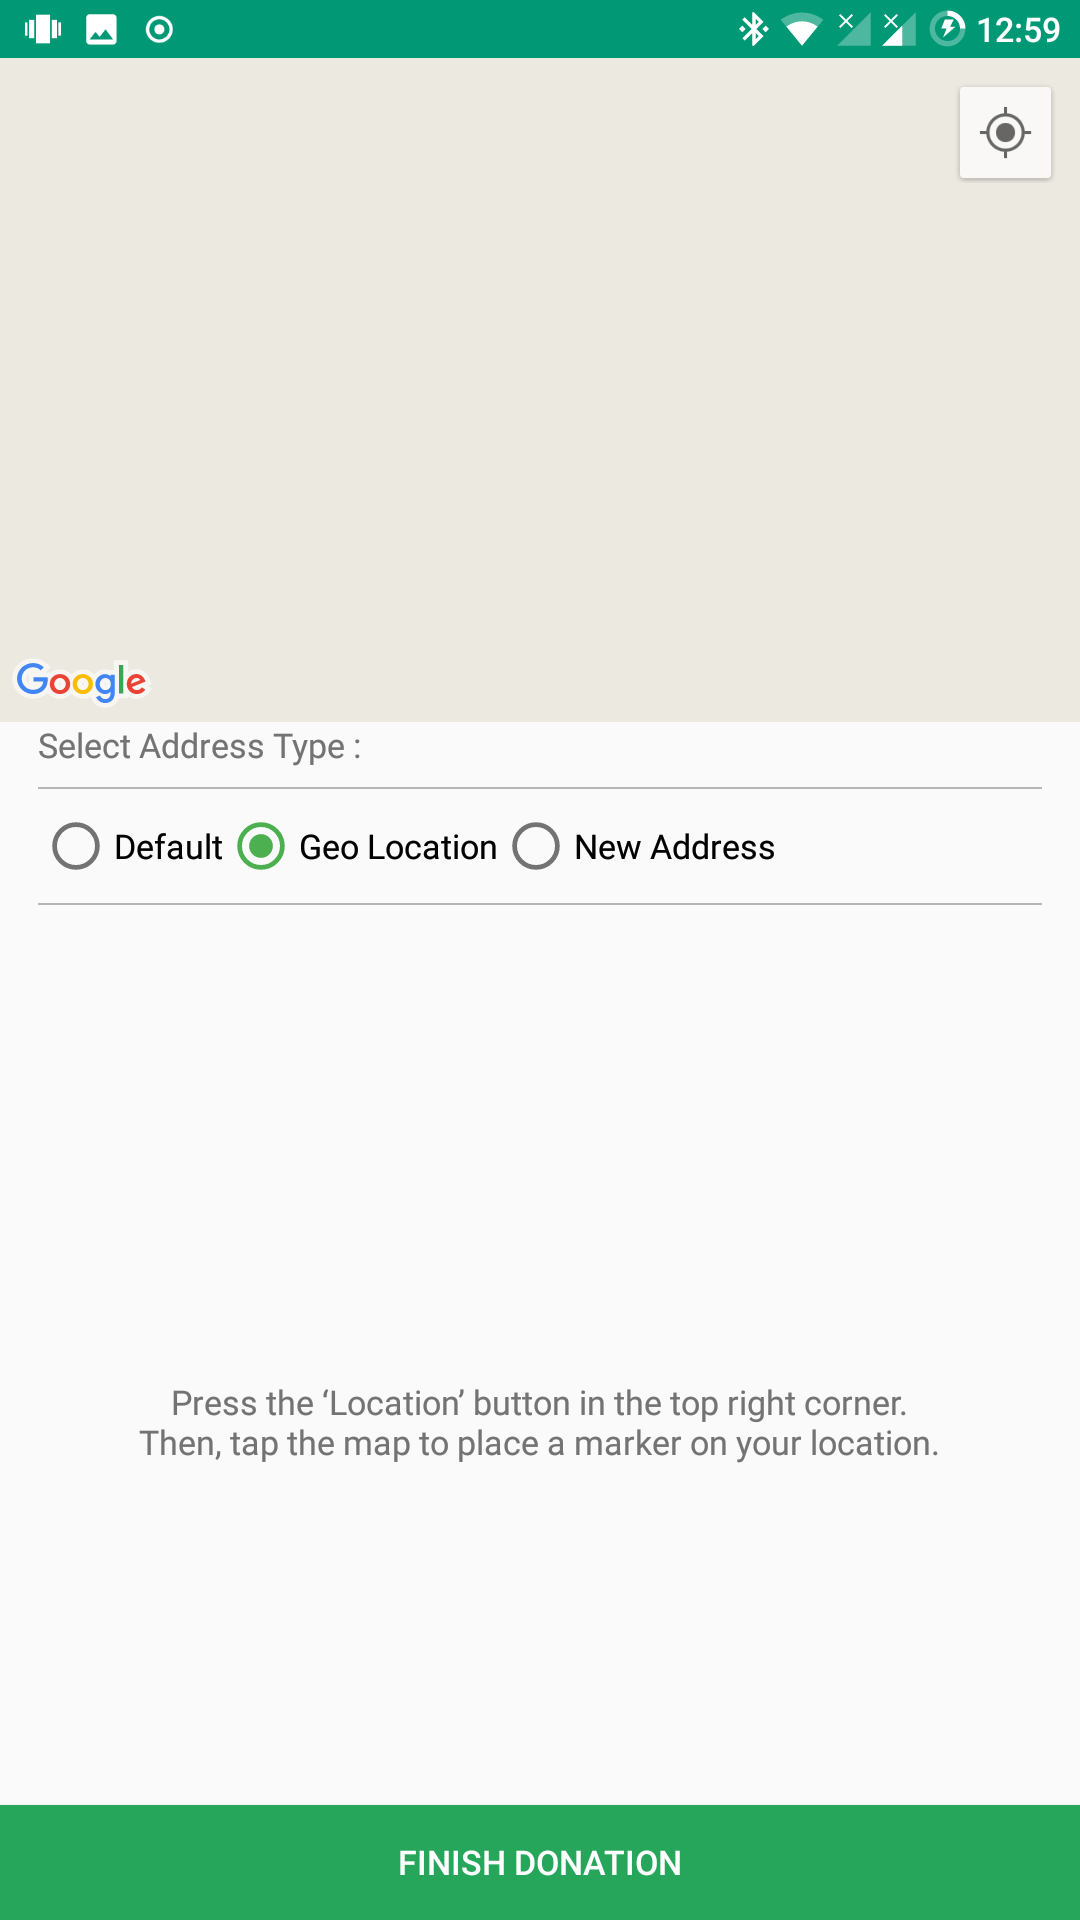 12:59
Google
Select Address Type :
Default Geo Location New Address
Press the ‘Location’ button in the top right corner.
Then, tap the map to place a marker on your location.
FINISH DONATION